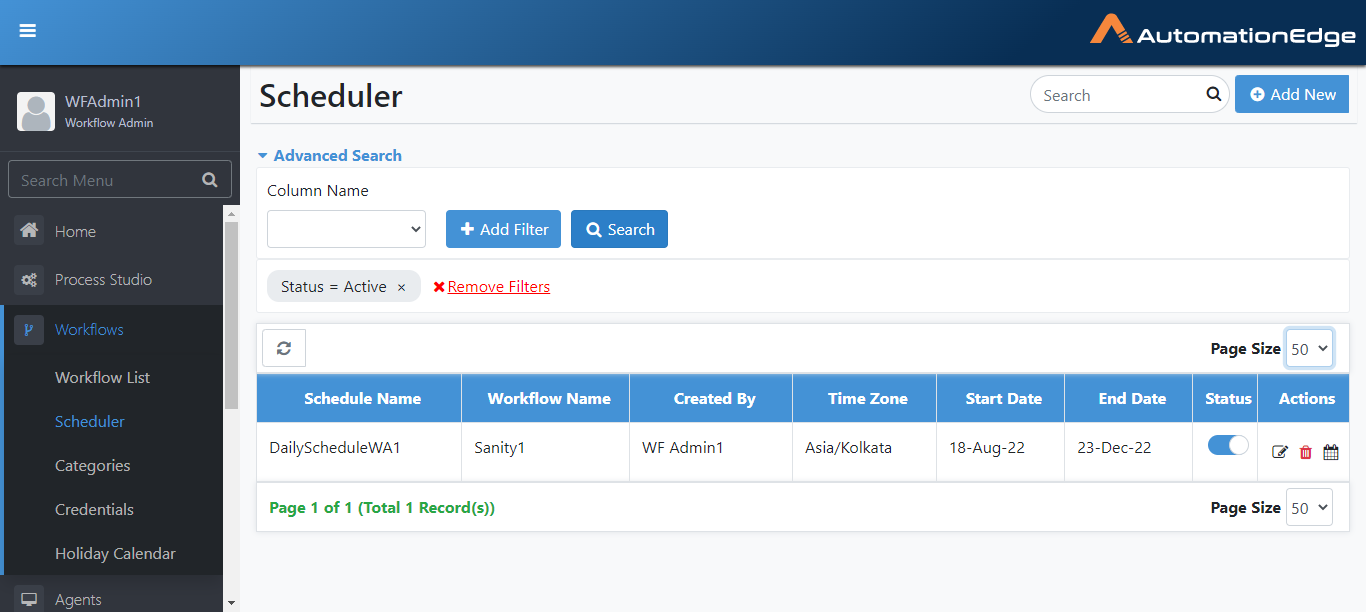 AutomationEdge
WFAdmin1
Workflow Admin
Search Menu
Home
Process Studio
Workflows
Workflow List
Scheduler
Categories
Credentials
Holiday Calendar
Agents
Scheduler
Search
Add New
Advanced Search
Column Name
Add Filter
Search
Status = Active ×
Remove Filters
Page Size 50
Schedule Name Workflow Name Created By Time Zone Start Date End Date Status Actions
DailyScheduleWA1 Sanity1 WF Admin1 Asia/Kolkata 18-Aug-22 23-Dec-22
Page 1 of 1 (Total 1 Record(s)) Page Size 50